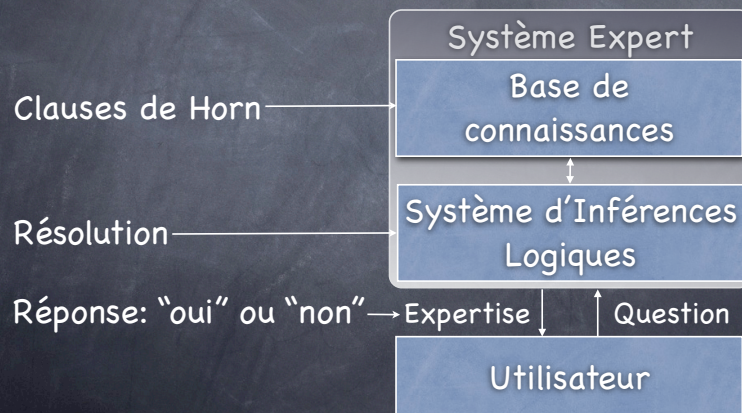 Système Expert
Clauses de Horn
Base de
connaissances
Résolution
Système d’Inférences
Logiques
Réponse: “oui” ou “non”
Expertise
Question
Utilisateur